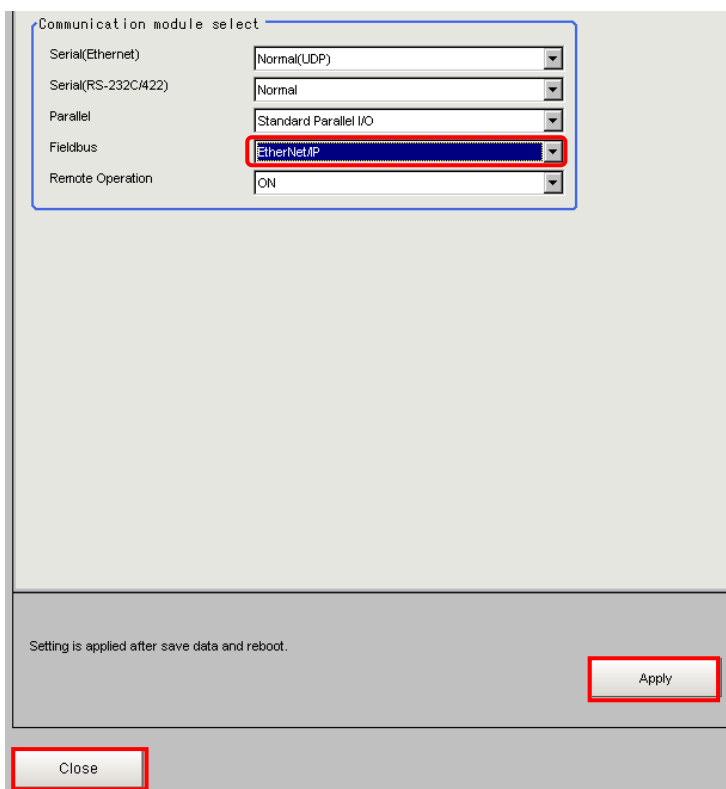 Communication module select
Serial(Ethernet) Normal(UDP)
Serial(RS-232C/422) Normal
Parallel Standard Parallel I/O
Fieldbus EtherNet/IP
Remote Operation ON
Setting is applied after save data and reboot.
Apply
Close